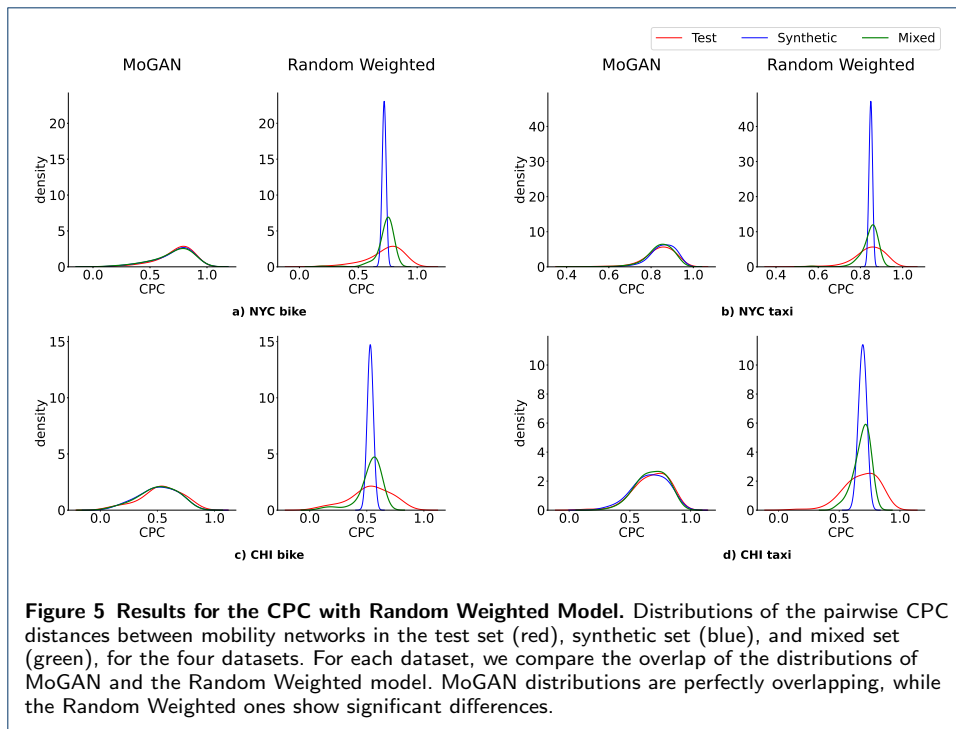 Test Synthetic Mixed
MoGAN Random Weighted MoGAN Random Weighted
density
20
15
10
5
0
0.0 0.5 1.0
CPC
20
15
10
5
0
0.0 0.5 1.0
CPC
a) NYC bike
density
40
30
20
10
0
0.4 0.6 0.8 1.0
CPC
40
30
20
10
0
0.4 0.6 0.8 1.0
CPC
b) NYC taxi
density
15
10
5
0
0.0 0.5 1.0
CPC
15
10
5
0
0.0 0.5 1.0
CPC
c) CHI bike
density
10
8
6
4
2
0
0.0 0.5 1.0
CPC
10
8
6
4
2
0
0.5 1.0
CPC
d) CHI taxi
Figure 5 Results for the CPC with Random Weighted Model. Distributions of the pairwise CPC
distances between mobility networks in the test set (red), synthetic set (blue), and mixed set
(green), for the four datasets. For each dataset, we compare the overlap of the distributions of
MoGAN and the Random Weighted model. MoGAN distributions are perfectly overlapping, while
the Random Weighted ones show significant differences.